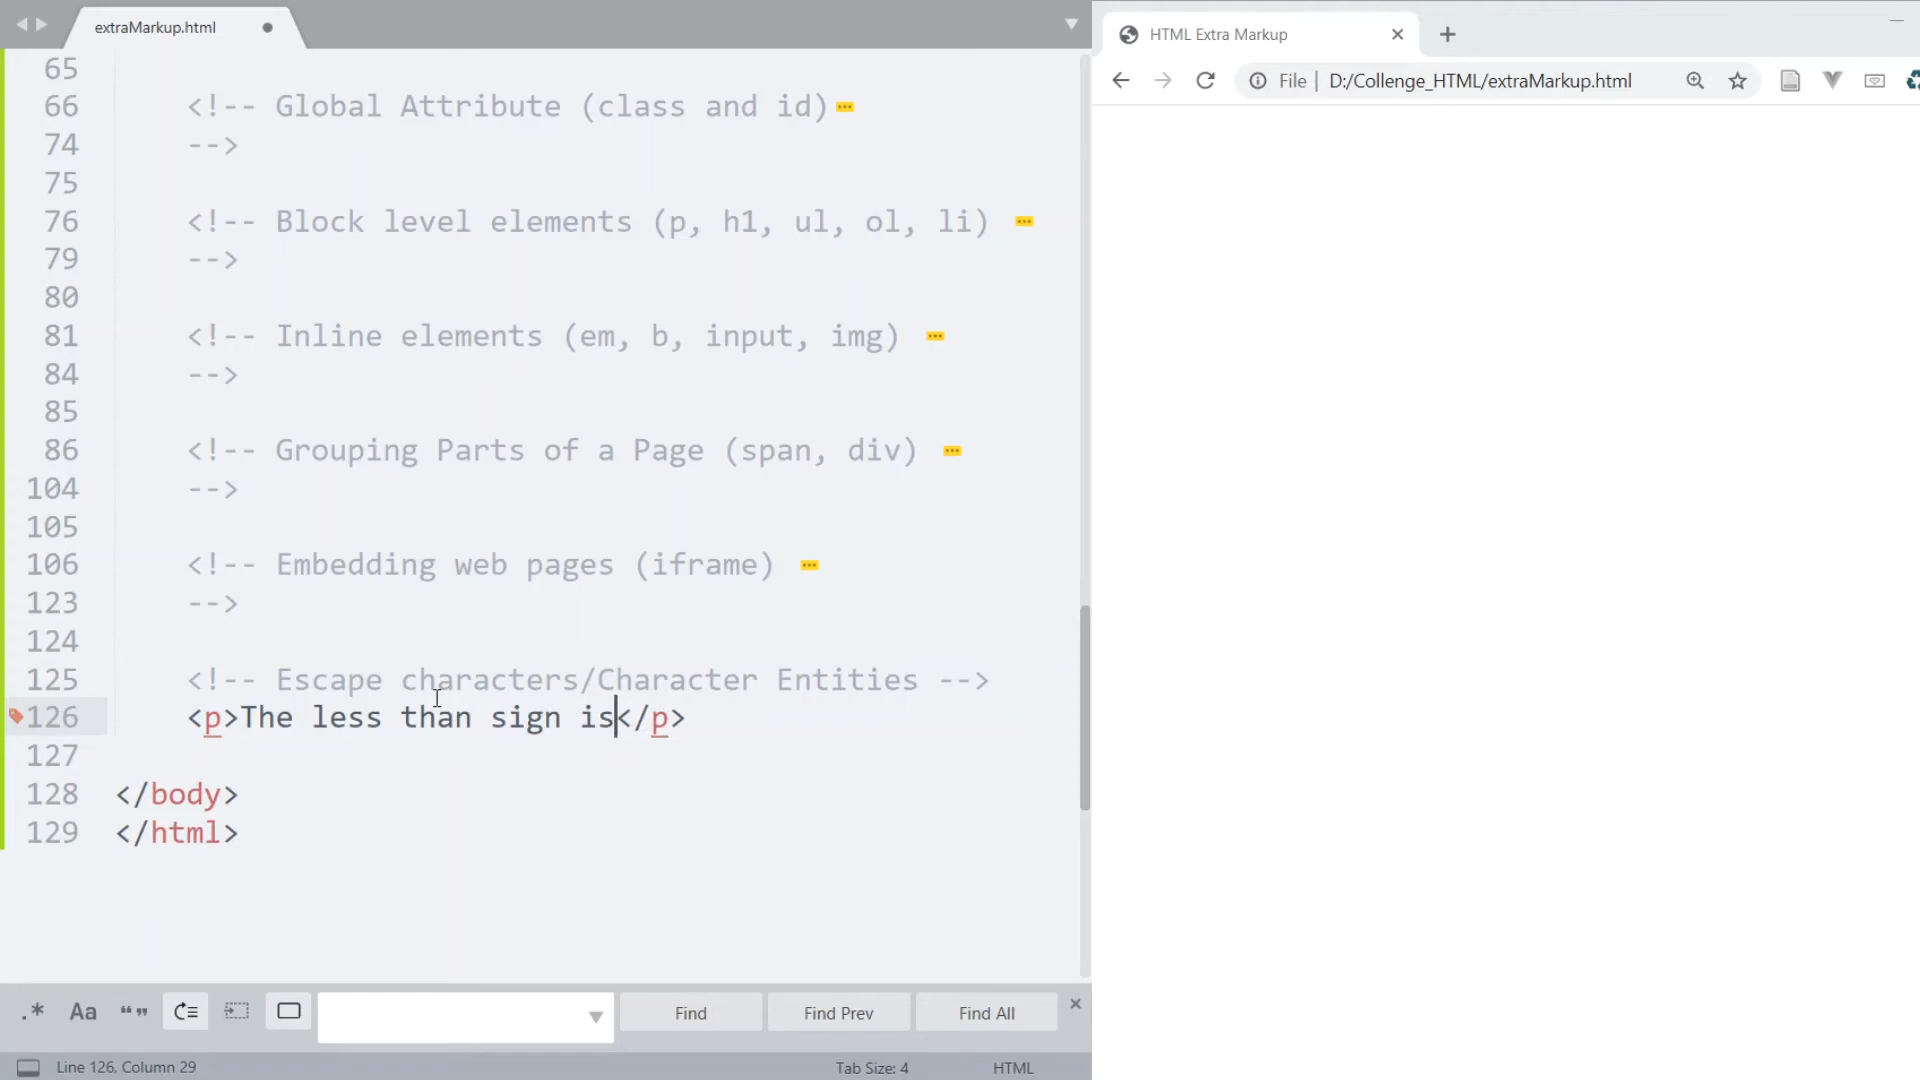 extraMarkup.html
65
66 <!-- Global Attribute (class and id)
74 -->
75
76 <!-- Block level elements (p, h1, ul, ol, li)
79 -->
80
81 <!-- Inline elements (em, b, input, img)
84 -->
85
86 <!-- Grouping Parts of a Page (span, div)
104 -->
105
106 <!-- Embedding web pages (iframe)
123 -->
124
125 <!-- Escape characters/Character Entities -->
126 <p>The less than sign is</p>
127
128 </body>
129 </html>
.* Aa “” Find Find Prev Find All
Line 126, Column 29 Tab Size: 4 HTML
HTML Extra Markup
File | D:/Collenge_HTML/extraMarkup.html